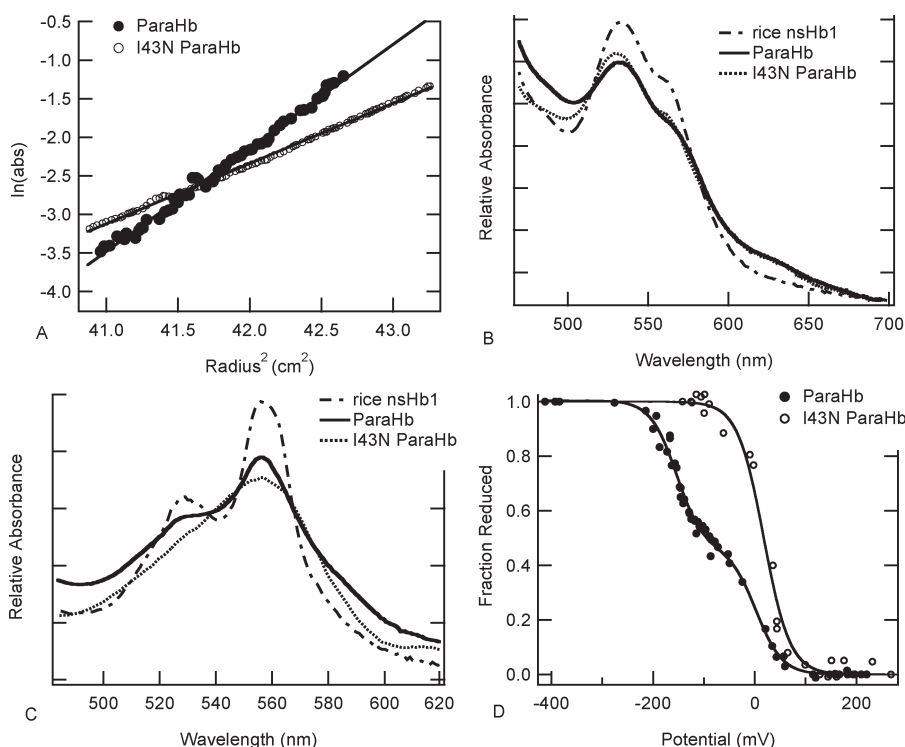 ParaHb
I43N ParaHb
-0.5
-1.0
-1.5
-2.0
-2.5
-3.0
-3.5
-4.0
ln(abs)
41.0 41.5 42.0 42.5 43.0
Radius² (cm²)
A
rice nsHb1
ParaHb
I43N ParaHb
Relative Absorbance
500 550 600 650 700
Wavelength (nm)
B
rice nsHb1
ParaHb
I43N ParaHb
Relative Absorbance
500 520 540 560 580 600 620
Wavelength (nm)
C
ParaHb
I43N ParaHb
1.0
0.8
0.6
0.4
0.2
0.0
Fraction Reduced
-400 -200 0 200
Potential (mV)
D